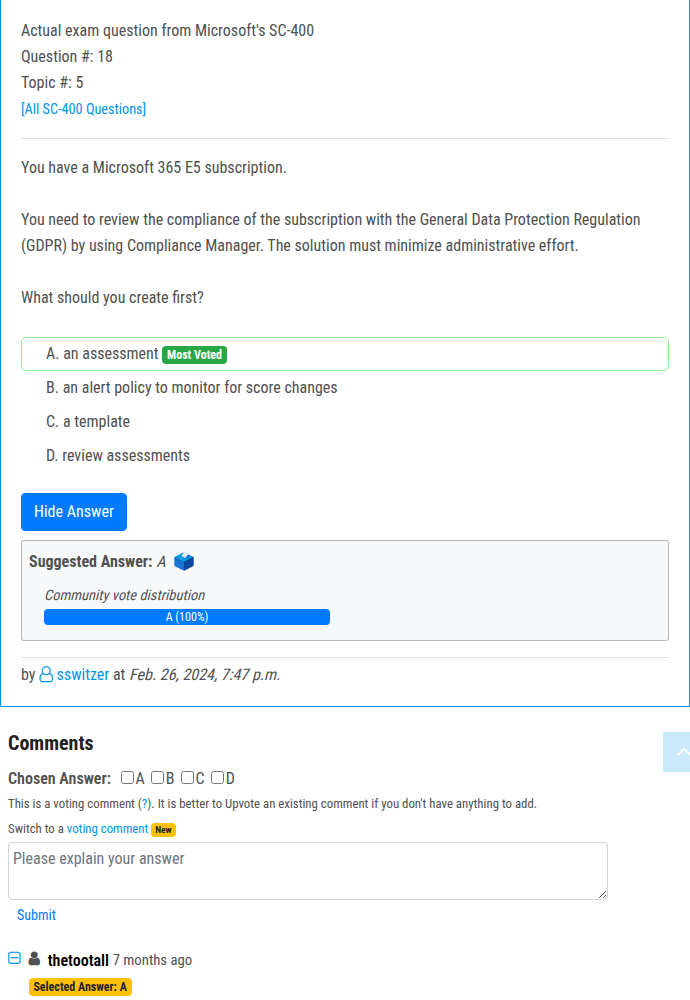 Actual exam question from Microsoft's SC-400
Question #: 18
Topic #: 5
[All SC-400 Questions]
You have a Microsoft 365 E5 subscription.
You need to review the compliance of the subscription with the General Data Protection Regulation
(GDPR) by using Compliance Manager. The solution must minimize administrative effort.
What should you create first?
A. an assessment Most Voted
B. an alert policy to monitor for score changes
C. a template
D. review assessments
Hide Answer
Suggested Answer: A
Community vote distribution
A (100%)
by sswitzer at Feb. 26, 2024, 7:47 p.m.
Comments
Chosen Answer: A B C D
This is a voting comment (?). It is better to Upvote an existing comment if you don't have anything to add.
Switch to a voting comment New
Please explain your answer
Submit
thetootall 7 months ago
Selected Answer: A